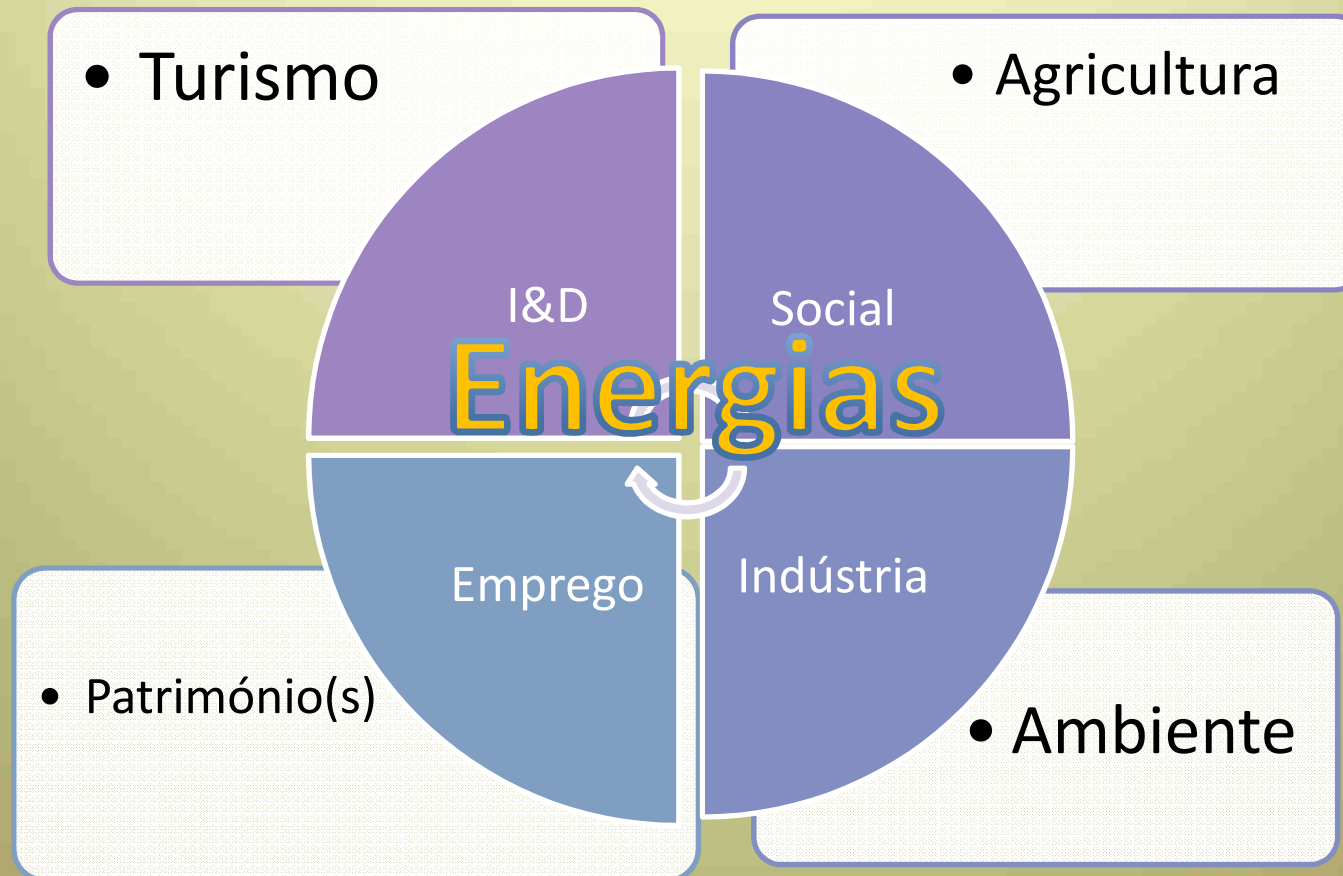 • Turismo
• Agricultura
I&D
Social
Energias
Emprego
Indústria
• Património(s)
• Ambiente